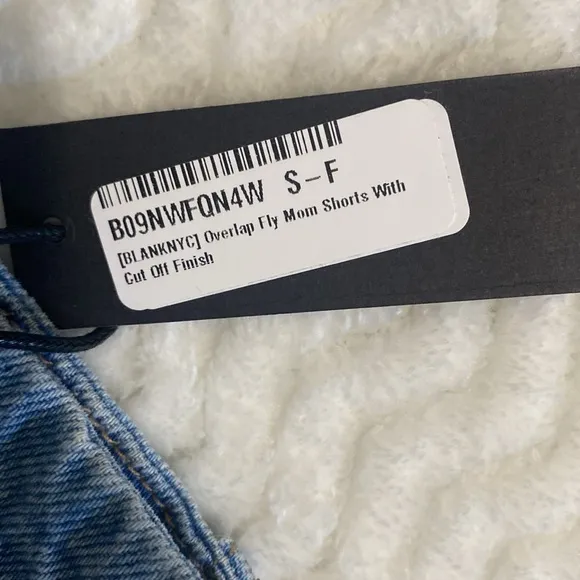 B09NWFQN4W S-F
[BLANKNYC] Overlap Fly Mom Shorts With
Cut Off Finish